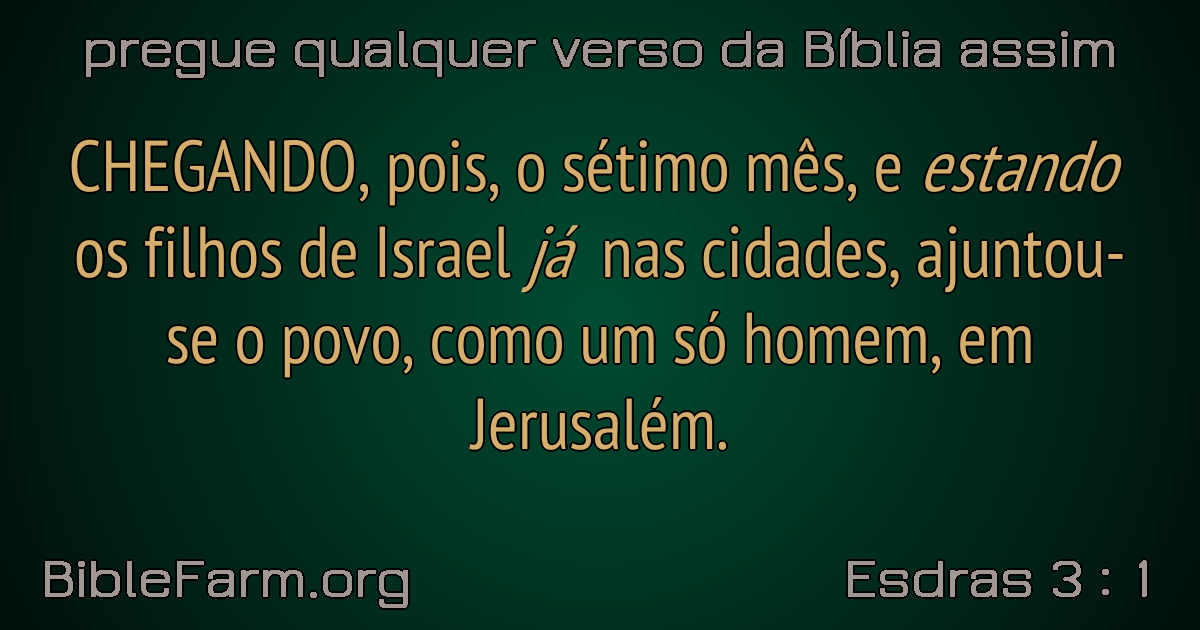 pregue qualquer verso da Bíblia assim
CHEGANDO, pois, o sétimo mês, e estando
os filhos de Israel já nas cidades, ajuntou-
se o povo, como um só homem, em
Jerusalém.
BibleFarm.org
Esdras 3 : 1